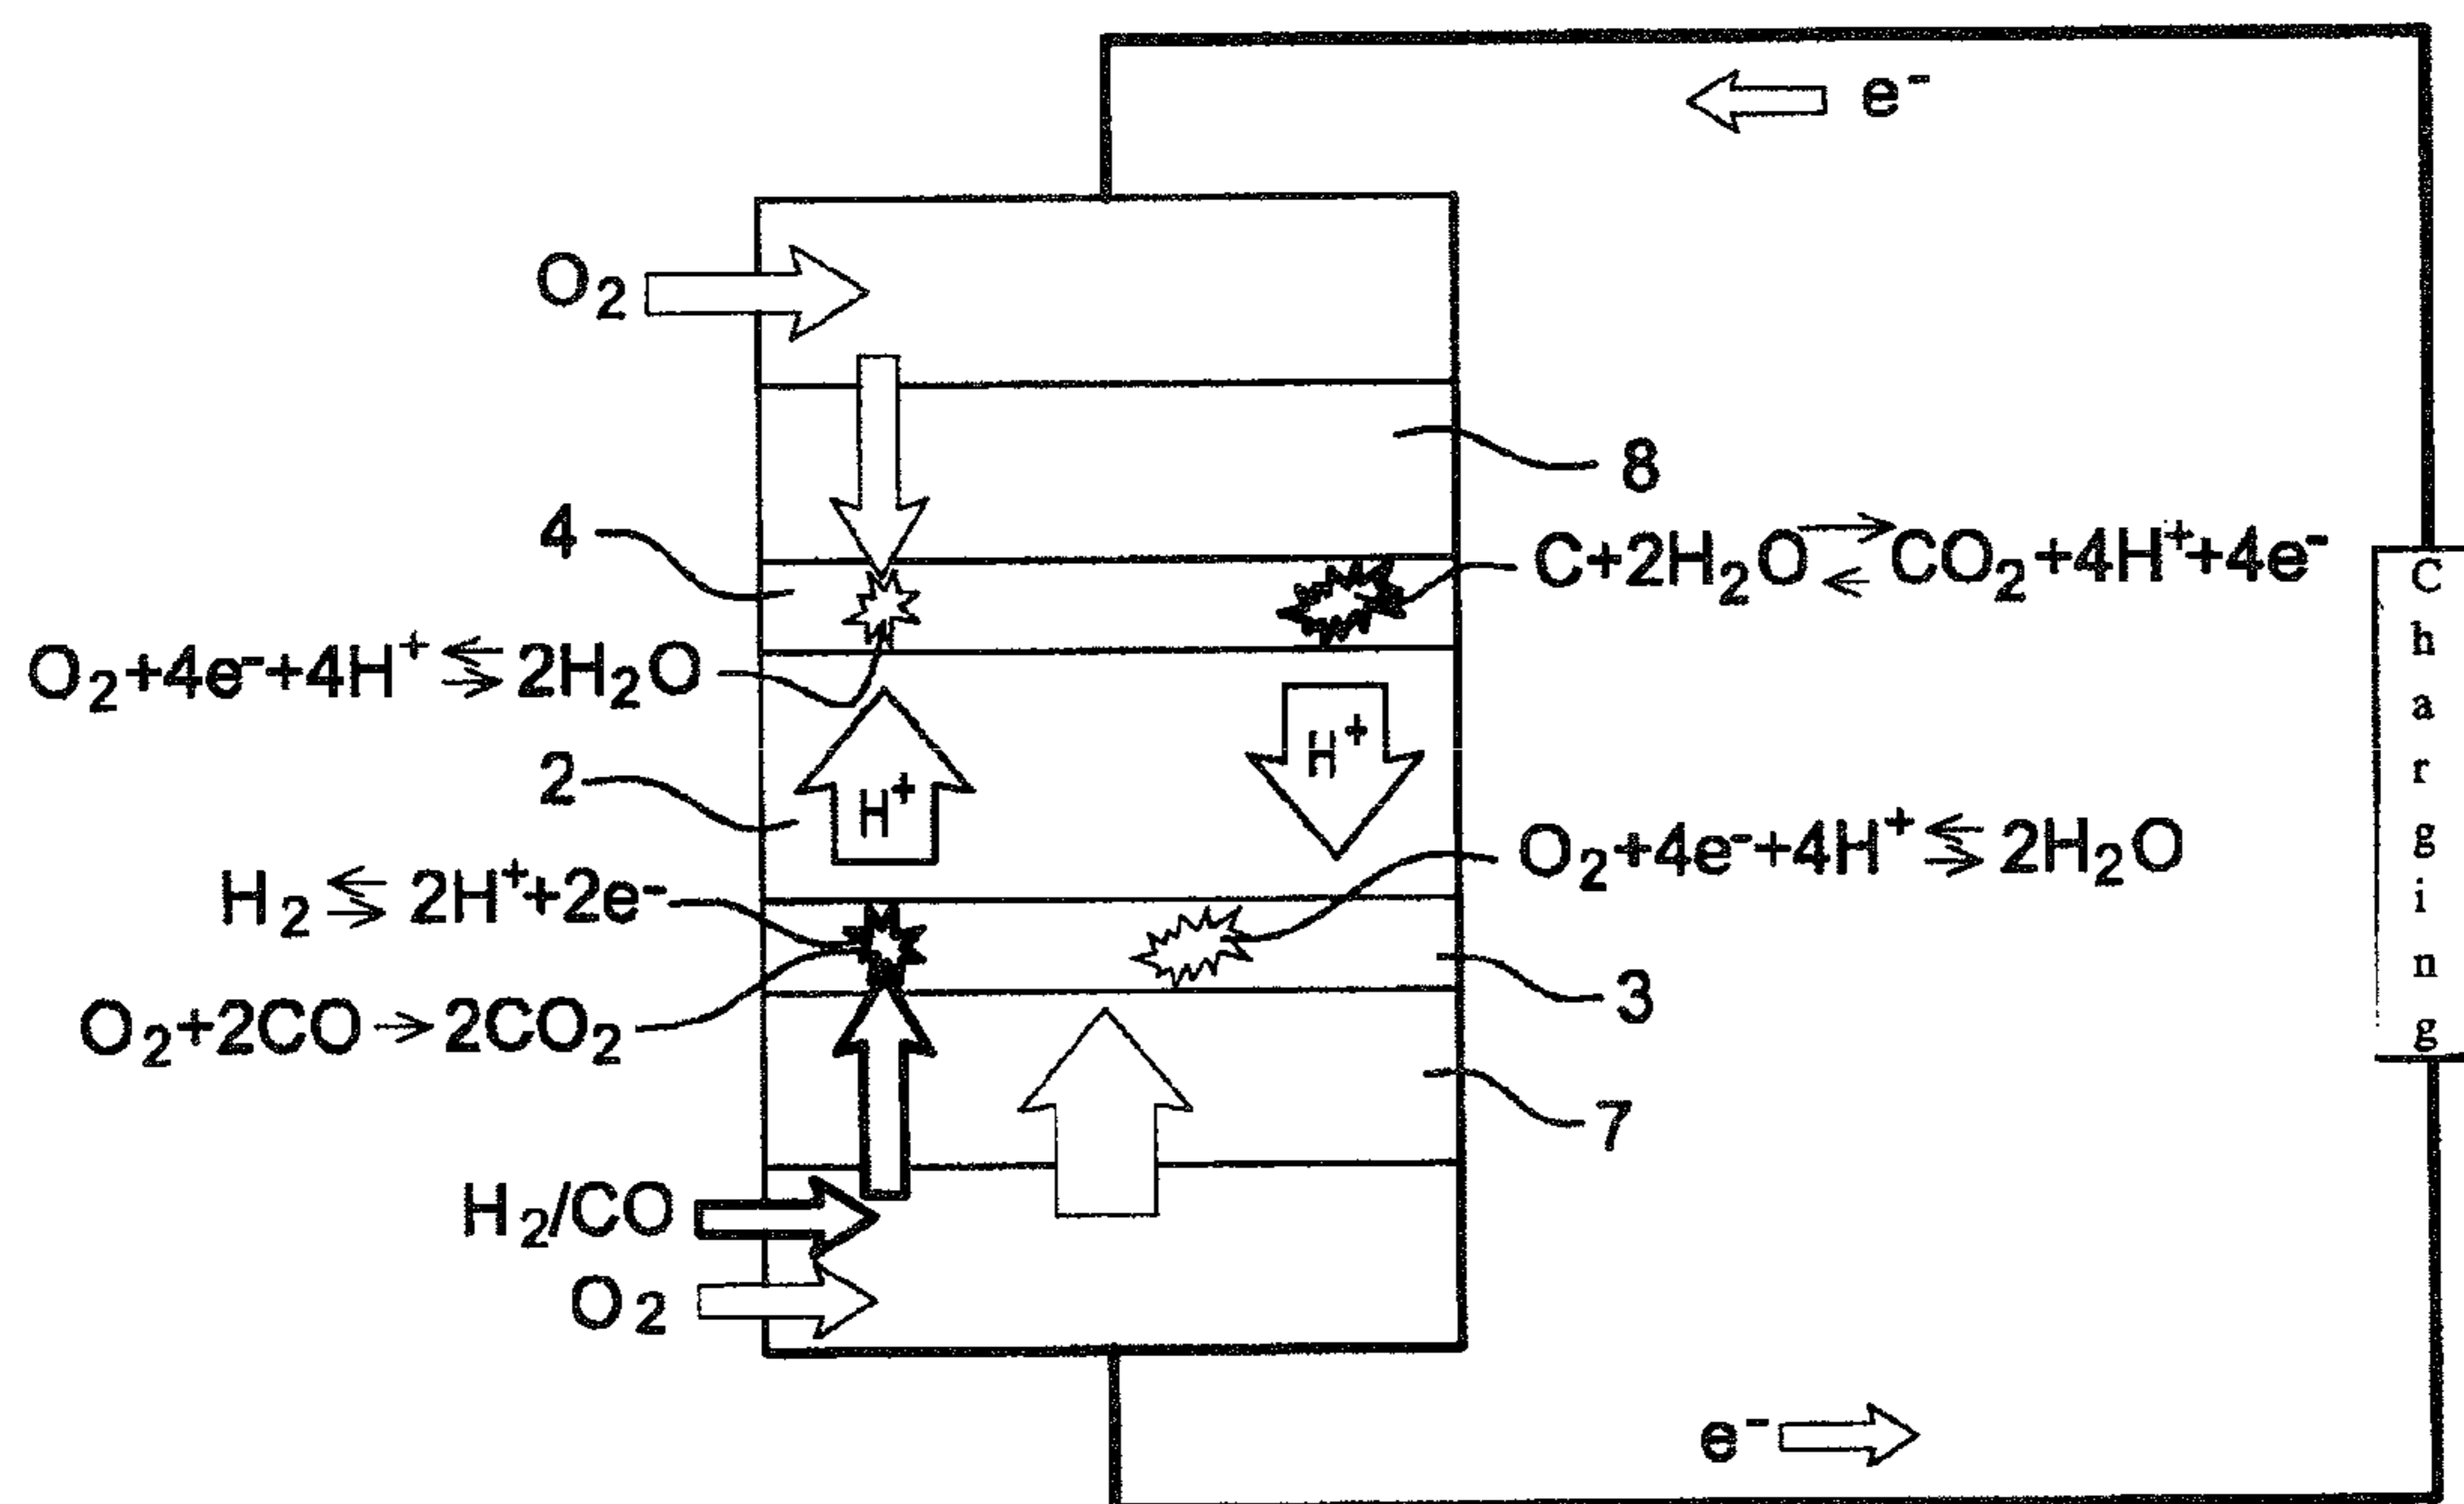 e⁻
O₂
8
4
C+2H₂O⇄CO₂+4H⁺+4e⁻
O₂+4e⁻+4H⁺⇆2H₂O
H⁺
2
H⁺
O₂+4e⁻+4H⁺⇆2H₂O
H₂⇆2H⁺+2e⁻
3
O₂+2CO→2CO₂
7
H₂/CO
O₂
e⁻
Charging